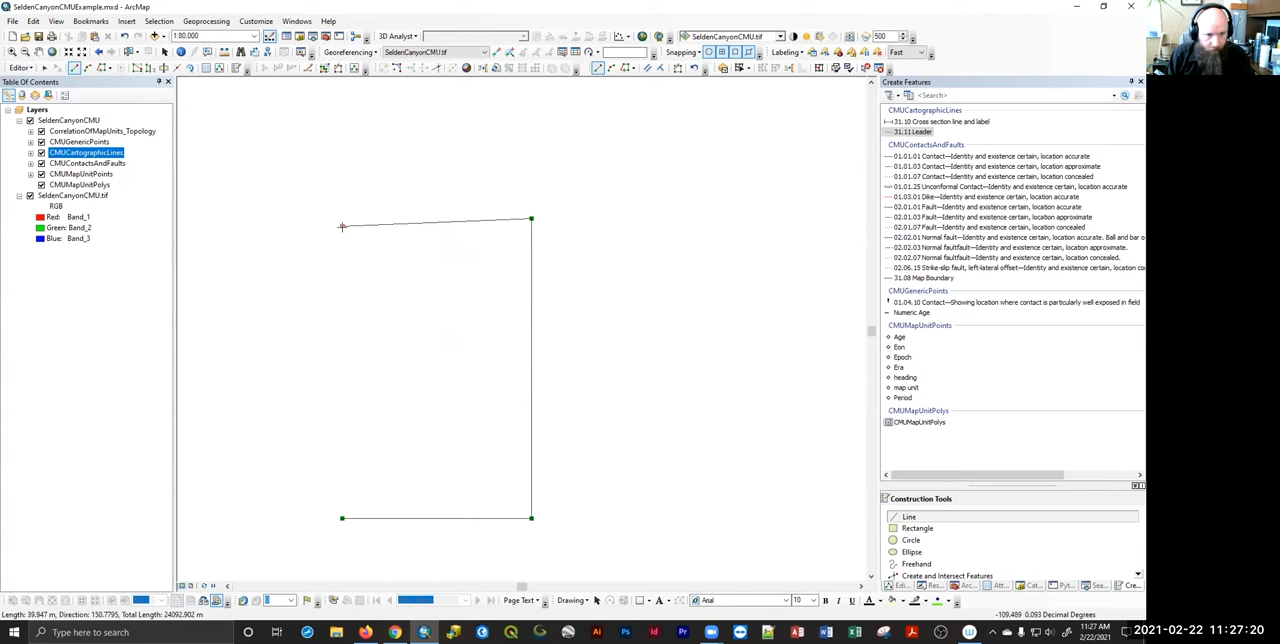 SeldenCanyonCMUExample.mxd - ArcMap
File Edit View Bookmarks Insert Selection Geoprocessing Customize Windows Help
1:80,000 3D Analyst SeldenCanyonCMU.tif 500
Georeferencing SeldenCanyonCMU.tif Snapping Labeling Fast
Editor
Table Of Contents
Layers
SeldenCanyonCMU
CorrelationOfMapUnits_Topology
CMUGenericPoints
CMUCartographicLines
CMUContactsAndFaults
CMUMapUnitPoints
CMUMapUnitPolys
SeldenCanyonCMU.tif
RGB
Red: Band_1
Green: Band_2
Blue: Band_3
Create Features
<Search>
CMUCartographicLines
31.10 Cross section line and label
31.11 Leader
CMUContactsAndFaults
01.01.01 Contact—Identity and existence certain, location accurate
01.01.03 Contact—Identity and existence certain, location approximate
01.01.07 Contact—Identity and existence certain, location concealed
01.01.25 Unconformal Contact—Identity and existence certain, location accurate
01.03.01 Dike—Identity and existence certain, location accurate
02.01.01 Fault—Identity and existence certain, location accurate
02.01.03 Fault—Identity and existence certain, location approximate
02.01.07 Fault—Identity and existence certain, location concealed
02.02.01 Normal fault—Identity and existence certain, location accurate. Ball and bar o
02.02.03 Normal faultfault—Identity and existence certain, location approximate.
02.02.07 Normal fault—Identity and existence certain, location concealed.
02.06.15 Strike-slip fault, left-lateral offset—Identity and existence certain, location co
31.08 Map Boundary
CMUGenericPoints
01.04.10 Contact—Showing location where contact is particularly well exposed in field
Numeric Age
CMUMapUnitPoints
Age
Eon
Epoch
Era
heading
map unit
Period
CMUMapUnitPolys
CMUMapUnitPolys
Construction Tools
Line
Rectangle
Circle
Ellipse
Freehand
Create and Intersect Features
Edi... Res... Arc... Att... Cat... Pyt... Sea... Cre...
0 Page Text Drawing A Arial 10 B I U A
Length: 39.947 m, Direction: 150.7795, Total Length: 24092.902 m
-109.489 0.093 Decimal Degrees
Type here to search
11:27 AM
2/22/2021
2021-02-22 11:27:20